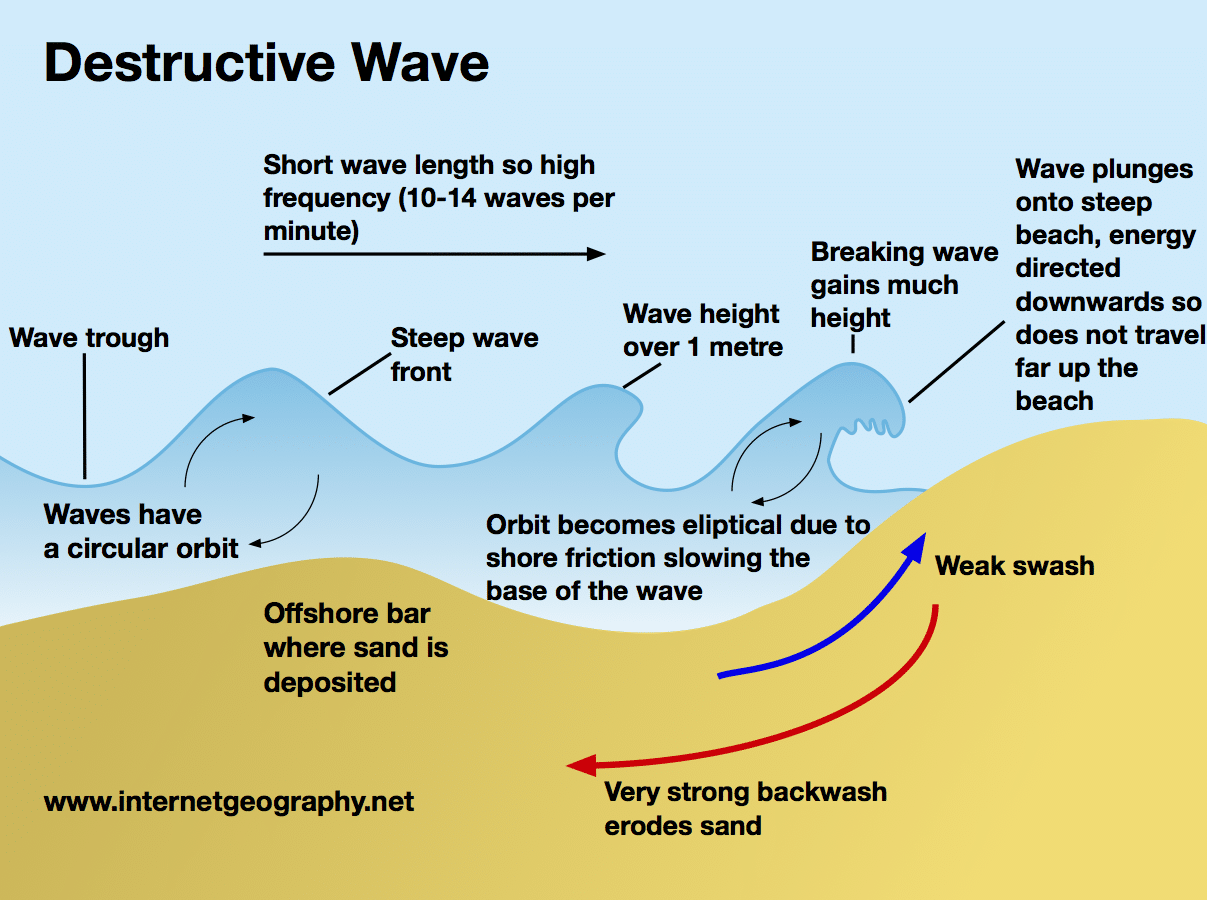 Destructive Wave
Short wave length so high
frequency (10-14 waves per
minute)
Wave plunges
onto steep
beach, energy
directed
downwards so
does not travel
far up the
beach
Breaking wave
gains much
height
Wave height
over 1 metre
Wave trough
Steep wave
front
Waves have
a circular orbit
Orbit becomes eliptical due to
shore friction slowing the
base of the wave
Weak swash
Offshore bar
where sand is
deposited
Very strong backwash
erodes sand
www.internetgeography.net